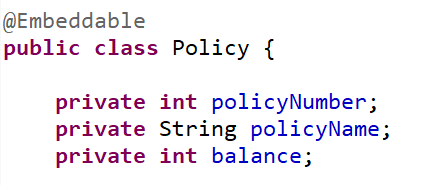 @Embeddable
public class Policy {
private int policyNumber;
private String policyName;
private int balance;